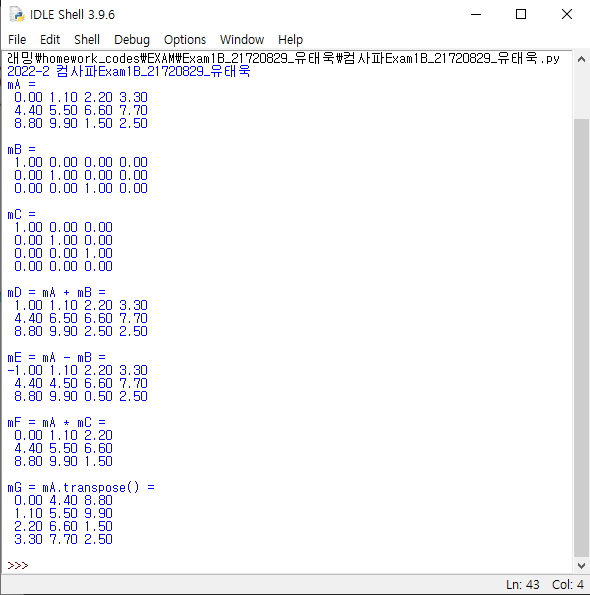 IDLE Shell 3.9.6
File Edit Shell Debug Options Window Help
래밍\homework_codes\EXAM\Exam1B_21720829_유태욱\컴사파Exam1B_21720829_유태욱.py
2022-2 컴사파Exam1B_21720829_유태욱
mA =
0.00 1.10 2.20 3.30
4.40 5.50 6.60 7.70
8.80 9.90 1.50 2.50
mB =
1.00 0.00 0.00 0.00
0.00 1.00 0.00 0.00
0.00 0.00 1.00 0.00
mC =
1.00 0.00 0.00
0.00 1.00 0.00
0.00 0.00 1.00
0.00 0.00 0.00
mD = mA + mB =
1.00 1.10 2.20 3.30
4.40 6.50 6.60 7.70
8.80 9.90 2.50 2.50
mE = mA - mB =
-1.00 1.10 2.20 3.30
4.40 4.50 6.60 7.70
8.80 9.90 0.50 2.50
mF = mA * mC =
0.00 1.10 2.20
4.40 5.50 6.60
8.80 9.90 1.50
mG = mA.transpose() =
0.00 4.40 8.80
1.10 5.50 9.90
2.20 6.60 1.50
3.30 7.70 2.50
>>>
Ln: 43 Col: 4